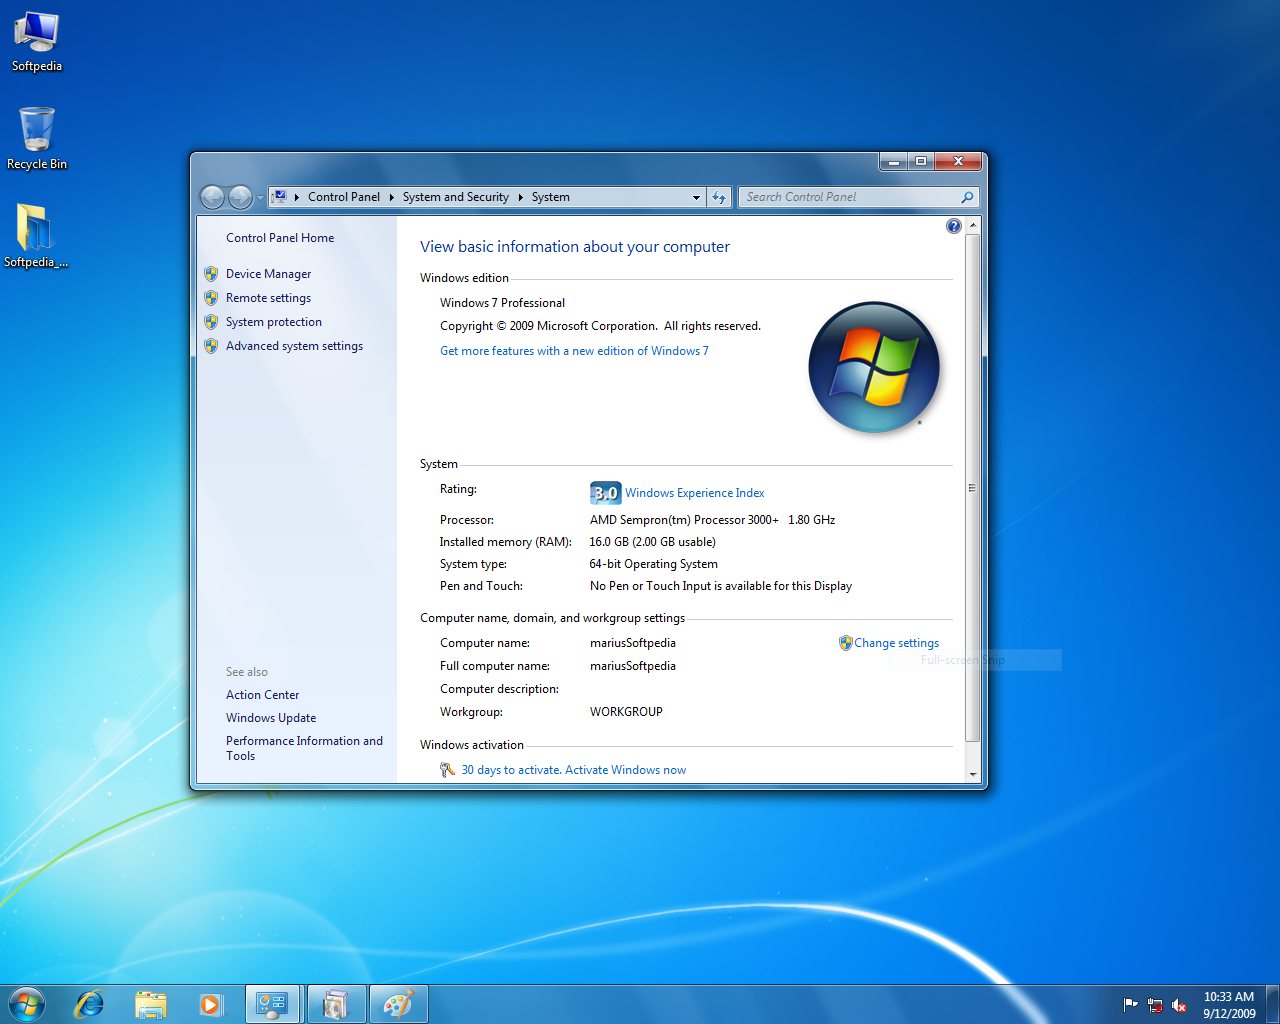 Softpedia
Recycle Bin
Softpedia_...
Control Panel
System and Security
System
Search Control Panel
Control Panel Home
Device Manager
Remote settings
System protection
Advanced system settings
See also
Action Center
Windows Update
Performance Information and
Tools
View basic information about your computer
Windows edition
Windows 7 Professional
Copyright © 2009 Microsoft Corporation.  All rights reserved.
Get more features with a new edition of Windows 7
System
Rating:
3.0 Windows Experience Index
Processor:
AMD Sempron(tm) Processor 3000+   1.80 GHz
Installed memory (RAM):
16.0 GB (2.00 GB usable)
System type:
64-bit Operating System
Pen and Touch:
No Pen or Touch Input is available for this Display
Computer name, domain, and workgroup settings
Computer name:
mariusSoftpedia
Change settings
Full-screen Snip
Full computer name:
mariusSoftpedia
Computer description:
Workgroup:
WORKGROUP
Windows activation
30 days to activate. Activate Windows now
10:33 AM
9/12/2009